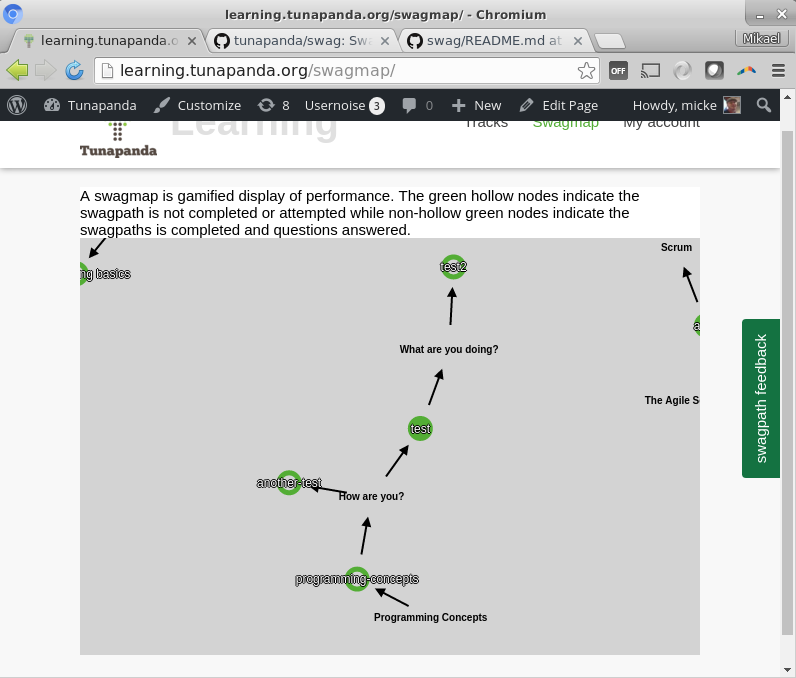 learning.tunapanda.org/swagmap/ - Chromium
learning.tunapanda.o
tunapanda/swag: Sw
swag/README.md at
Mikael
learning.tunapanda.org/swagmap/
OFF
Tunapanda
Customize
8
Usernoise 3
0
New
Edit Page
Howdy, micke
Learning
Tracks
Swagmap
My account
Tunapanda
A swagmap is gamified display of performance. The green hollow nodes indicate the
swagpath is not completed or attempted while non-hollow green nodes indicate the
swagpaths is completed and questions answered.
Scrum
test2
ng basics
a
What are you doing?
The Agile S
swagpath feedback
test
another-test
How are you?
programming-concepts
Programming Concepts